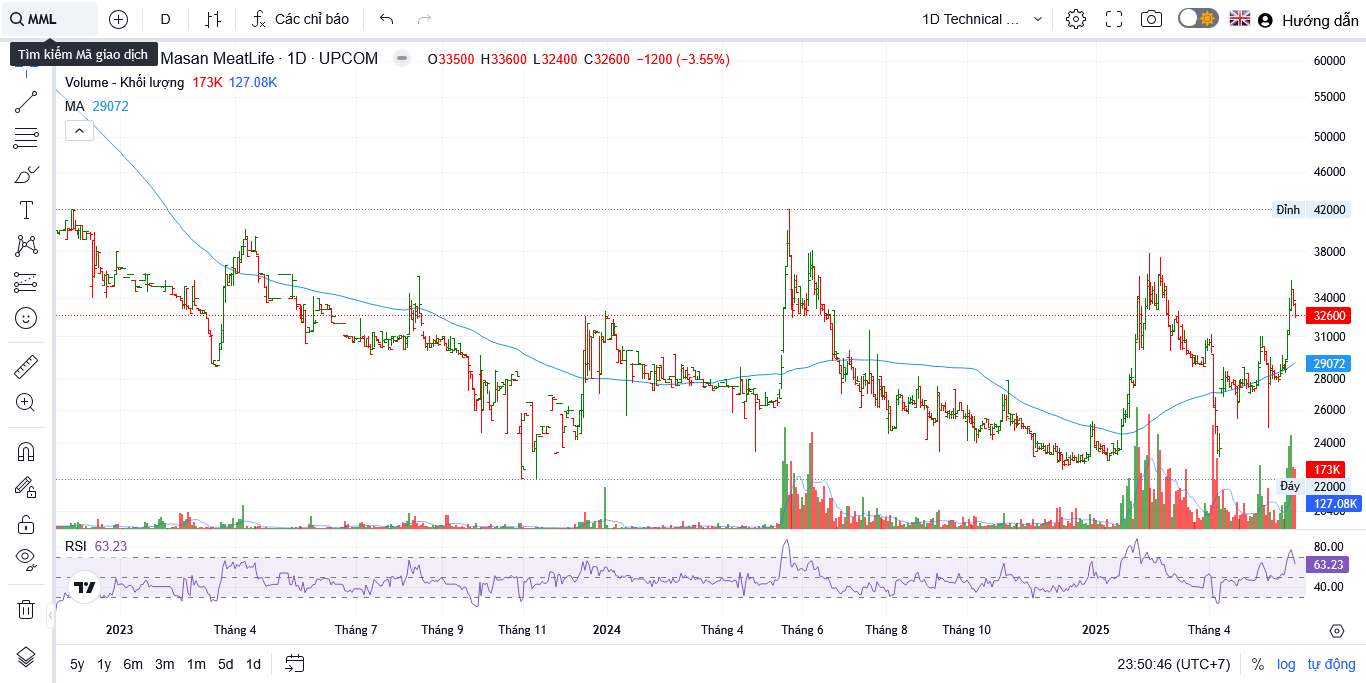 MML
D
Các chỉ báo
1D Technical ...
Hướng dẫn
Tìm kiếm Mã giao dịch
Masan MeatLife · 1D · UPCOM
O33500 H33600 L32400 C32600 −1200 (−3.55%)
Volume - Khối lượng 173K 127.08K
MA 29072
60000
55000
50000
46000
Đỉnh 42000
38000
34000
32600
31000
29072
28000
26000
24000
173K
Đáy 22000
127.08K
RSI 63.23
80.00
63.23
40.00
2023 Tháng 4 Tháng 7 Tháng 9 Tháng 11 2024 Tháng 4 Tháng 6 Tháng 8 Tháng 10 2025 Tháng 4
5y 1y 6m 3m 1m 5d 1d
23:50:46 (UTC+7) % log tự động